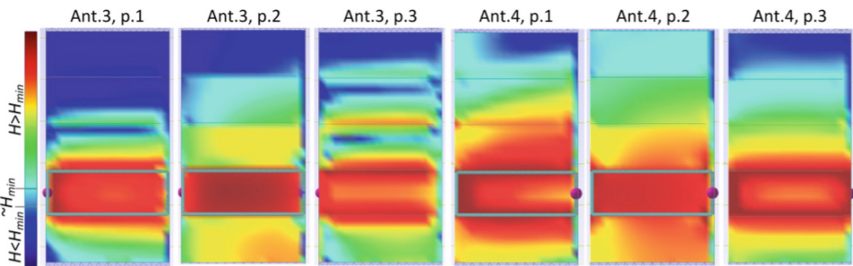 Ant.3, p.1
Ant.3, p.2
Ant.3, p.3
Ant.4, p.1
Ant.4, p.2
Ant.4, p.3
H>Hmin
~Hmin
H<Hmin